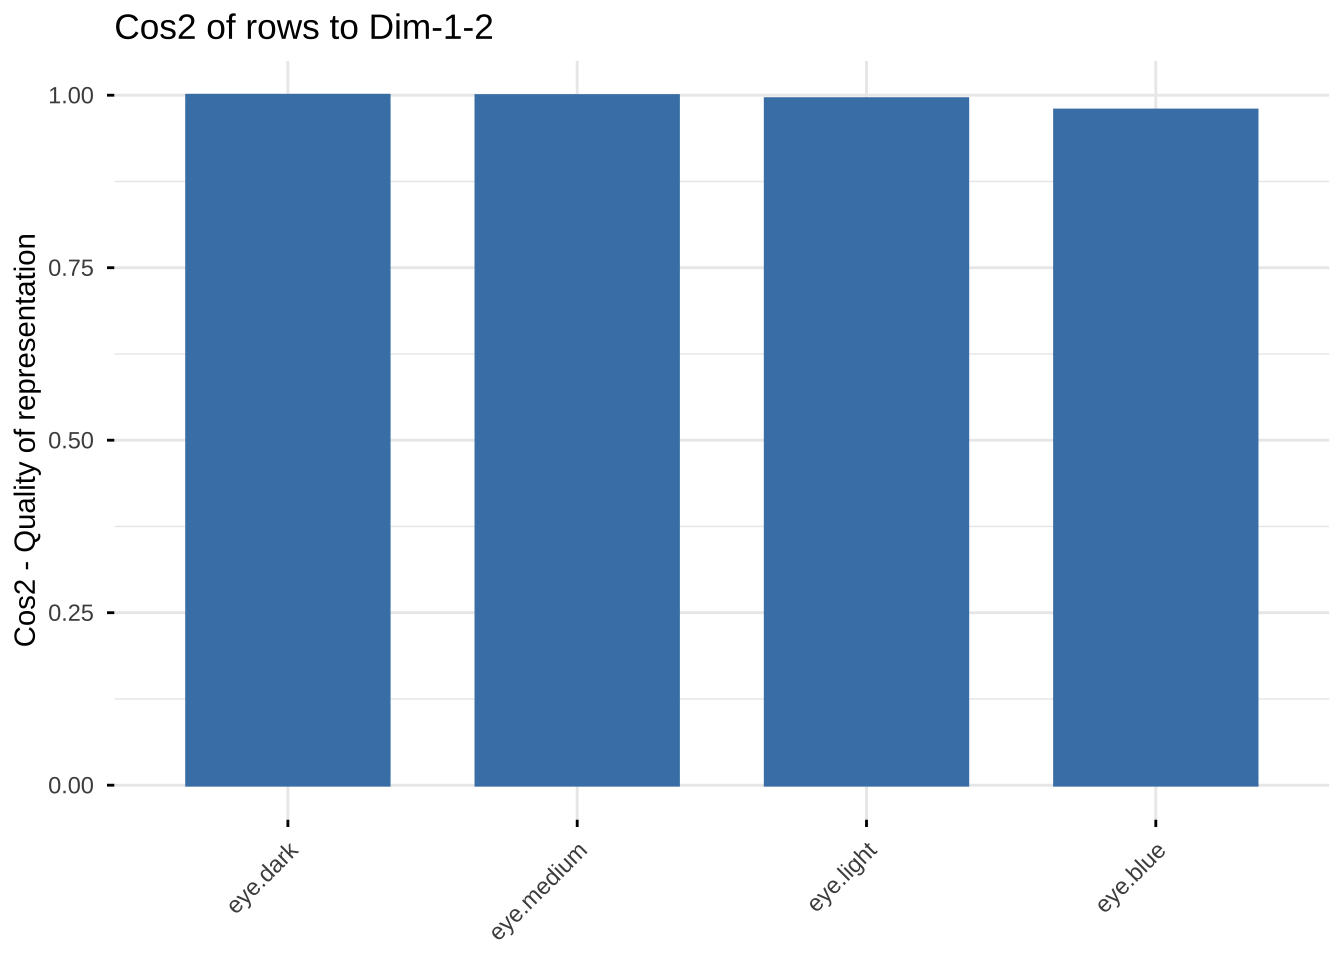 Cos2 of rows to Dim-1-2
Cos2 - Quality of representation
1.00
0.75
0.50
0.25
0.00
eye.dark
eye.medium
eye.light
eye.blue